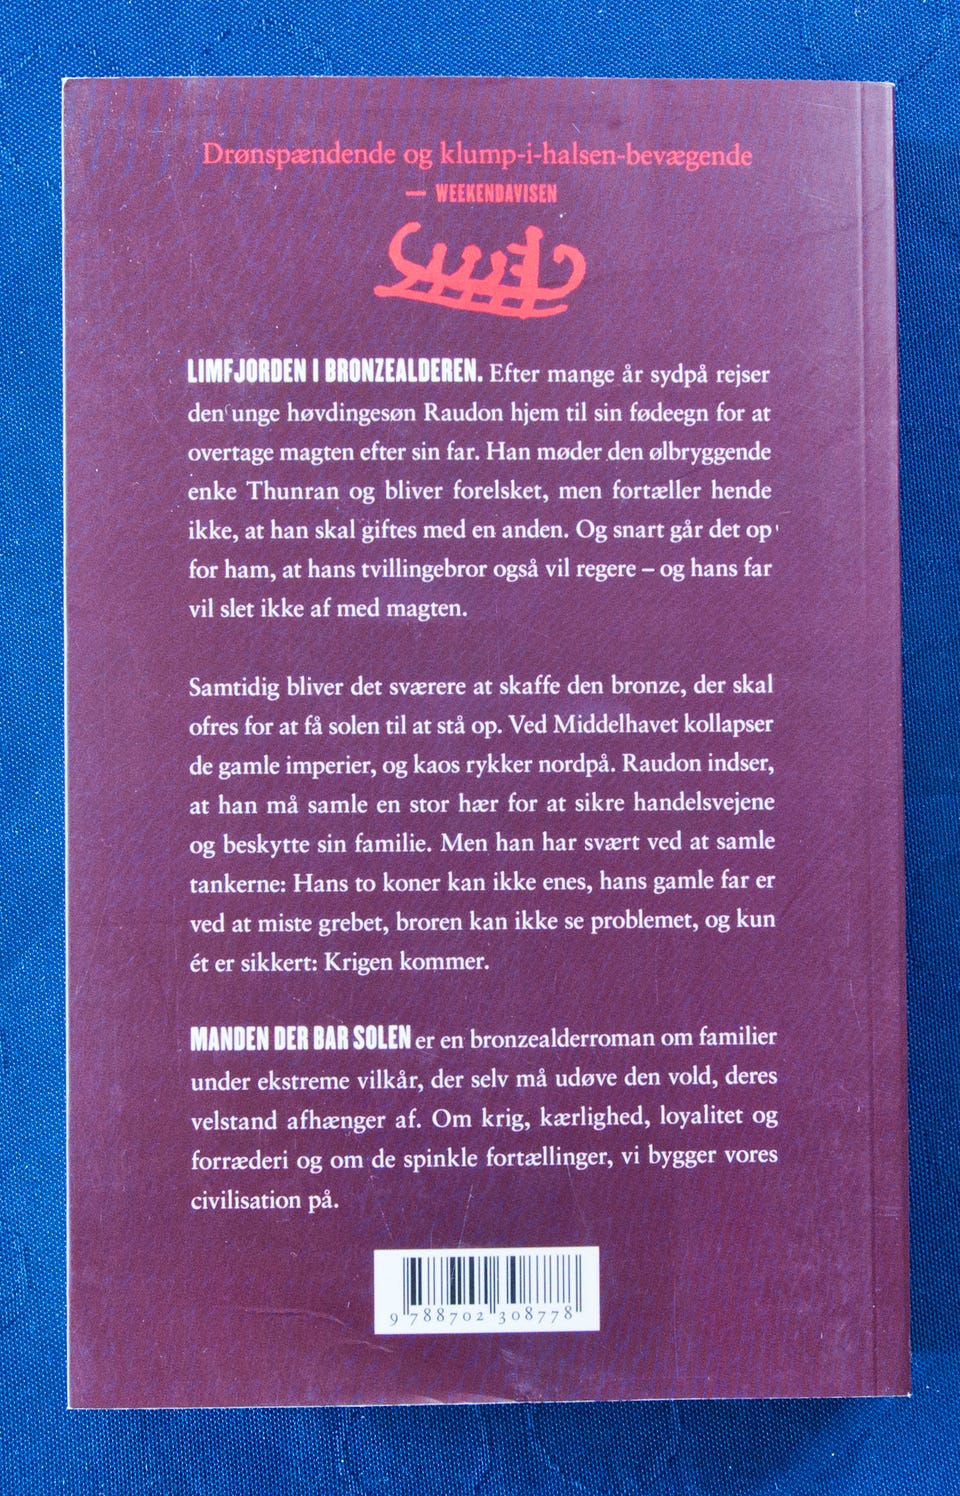 Drønspændende og klump-i-halsen-bevægende
— WEEKENDAVISEN
LIMFJORDEN I BRONZEALDEREN. Efter mange år sydpå rejser
den unge høvdingesøn Raudon hjem til sin fødeegn for at
overtage magten efter sin far. Han møder den ølbryggende
enke Thunran og bliver forelsket, men fortæller hende
ikke, at han skal giftes med en anden. Og snart går det op
for ham, at hans tvillingebror også vil regere – og hans far
vil slet ikke af med magten.
Samtidig bliver det sværere at skaffe den bronze, der skal
ofres for at få solen til at stå op. Ved Middelhavet kollapser
de gamle imperier, og kaos rykker nordpå. Raudon indser,
at han må samle en stor hær for at sikre handelsvejene
og beskytte sin familie. Men han har svært ved at samle
tankerne: Hans to koner kan ikke enes, hans gamle far er
ved at miste grebet, broren kan ikke se problemet, og kun
ét er sikkert: Krigen kommer.
MANDEN DER BAR SOLEN er en bronzealderroman om familier
under ekstreme vilkår, der selv må udøve den vold, deres
velstand afhænger af. Om krig, kærlighed, loyalitet og
forræderi og om de spinkle fortællinger, vi bygger vores
civilisation på.
9 788702 308778